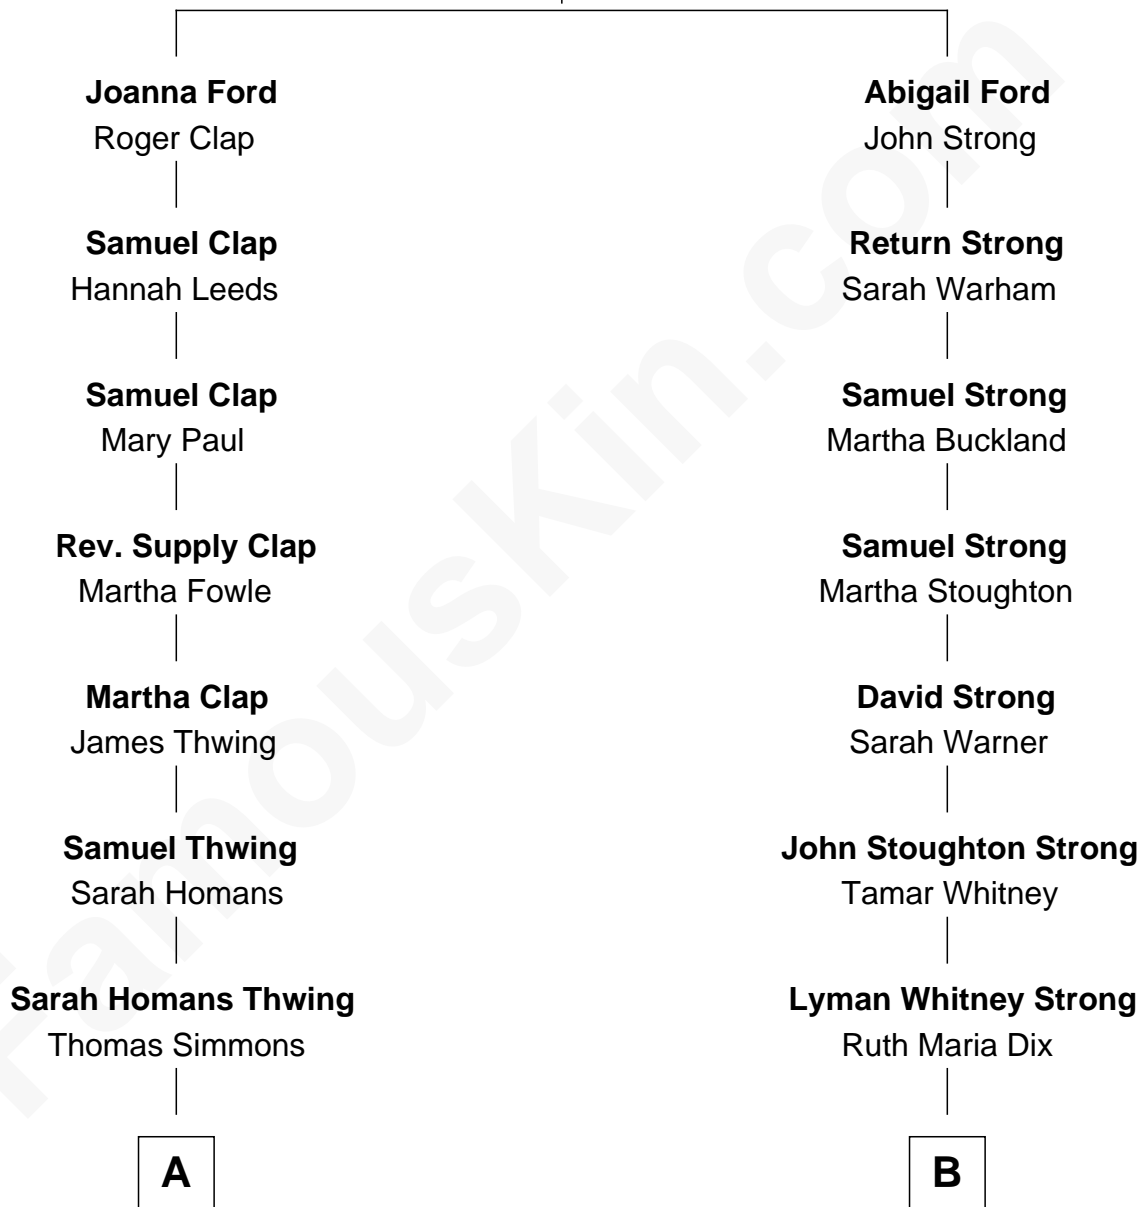 Joanna Ford
Roger Clap
Samuel Clap
Hannah Leeds
Samuel Clap
Mary Paul
Rev. Supply Clap
Martha Fowle
Martha Clap
James Thwing
Samuel Thwing
Sarah Homans
Sarah Homans Thwing
Thomas Simmons
A
Abigail Ford
John Strong
Return Strong
Sarah Warham
Samuel Strong
Martha Buckland
Samuel Strong
Martha Stoughton
David Strong
Sarah Warner
John Stoughton Strong
Tamar Whitney
Lyman Whitney Strong
Ruth Maria Dix
B
FamousKin.com